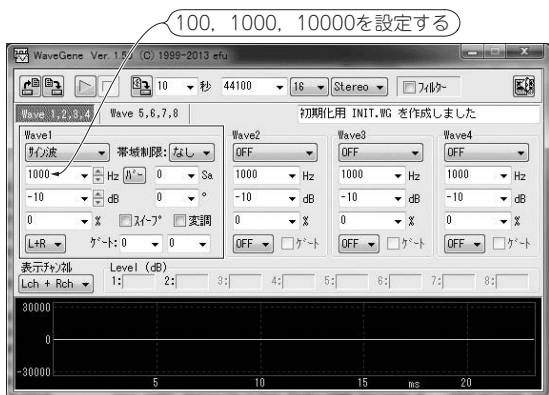 100，1000，10000を設定する
WaveGene Ver. 1.50 (C) 1999-2013 efu
10 秒 44100 16 Stereo フィルター
Wave 1,2,3,4 Wave 5,6,7,8 初期化用 INIT.WG を作成しました
Wave1 Wave2 Wave3 Wave4
サイン波 帯域制限: なし OFF OFF OFF
1000 Hz バー 0 Sa 1000 Hz 1000 Hz 1000 Hz
-10 dB 0 ° -10 dB -10 dB -10 dB
0 % スイープ 変調 0 % 0 % 0 %
L+R ゲート: 0 0 OFF ゲート OFF ゲート OFF ゲート
表示チャンネル Level (dB)
Lch + Rch 1: 2: 3: 4: 5: 6: 7: 8:
30000
0
-30000
5 10 15 ms 20